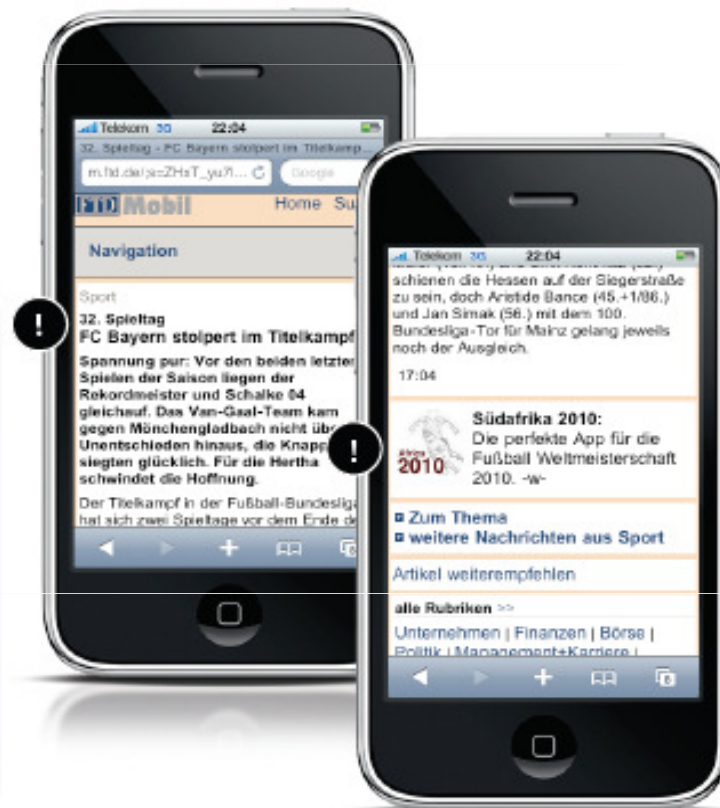 Telekom 3G 22:04
32. Spieltag - FC Bayern stolpert im Titelkamp...
Google
FTD Mobil
Home
Navigation
Sport
32. Spieltag
FC Bayern stolpert im Titelkampf
Spannung pur: Vor den beiden letzten
Spielen der Saison liegen der
Rekordmeister und Schalke 04
gleichauf. Das Van-Gaal-Team kam
gegen Mönchengladbach nicht über
Unentschieden hinaus, die
siegten glücklich. Für die Hertha
schwindet die Hoffnung.
Der Titelkampf in der Fußball-Bundesliga
hat sich zwei Spieltage vor dem Ende
!
Telekom 3G 22:04
schienen die Hessen auf der Siegerstraße
zu sein, doch Aristide Bance (45.+1/86.)
und Jan Simak (56.) mit dem 100.
Bundesliga-Tor für Mainz gelang jeweils
noch der Ausgleich.
17:04
2010
Südafrika 2010:
Die perfekte App für die
Fußball Weltmeisterschaft
2010. -w-
Zum Thema
weitere Nachrichten aus Sport
Artikel weiterempfehlen
alle Rubriken >>
Unternehmen | Finanzen | Börse |
Politik | Management+Karriere |
!